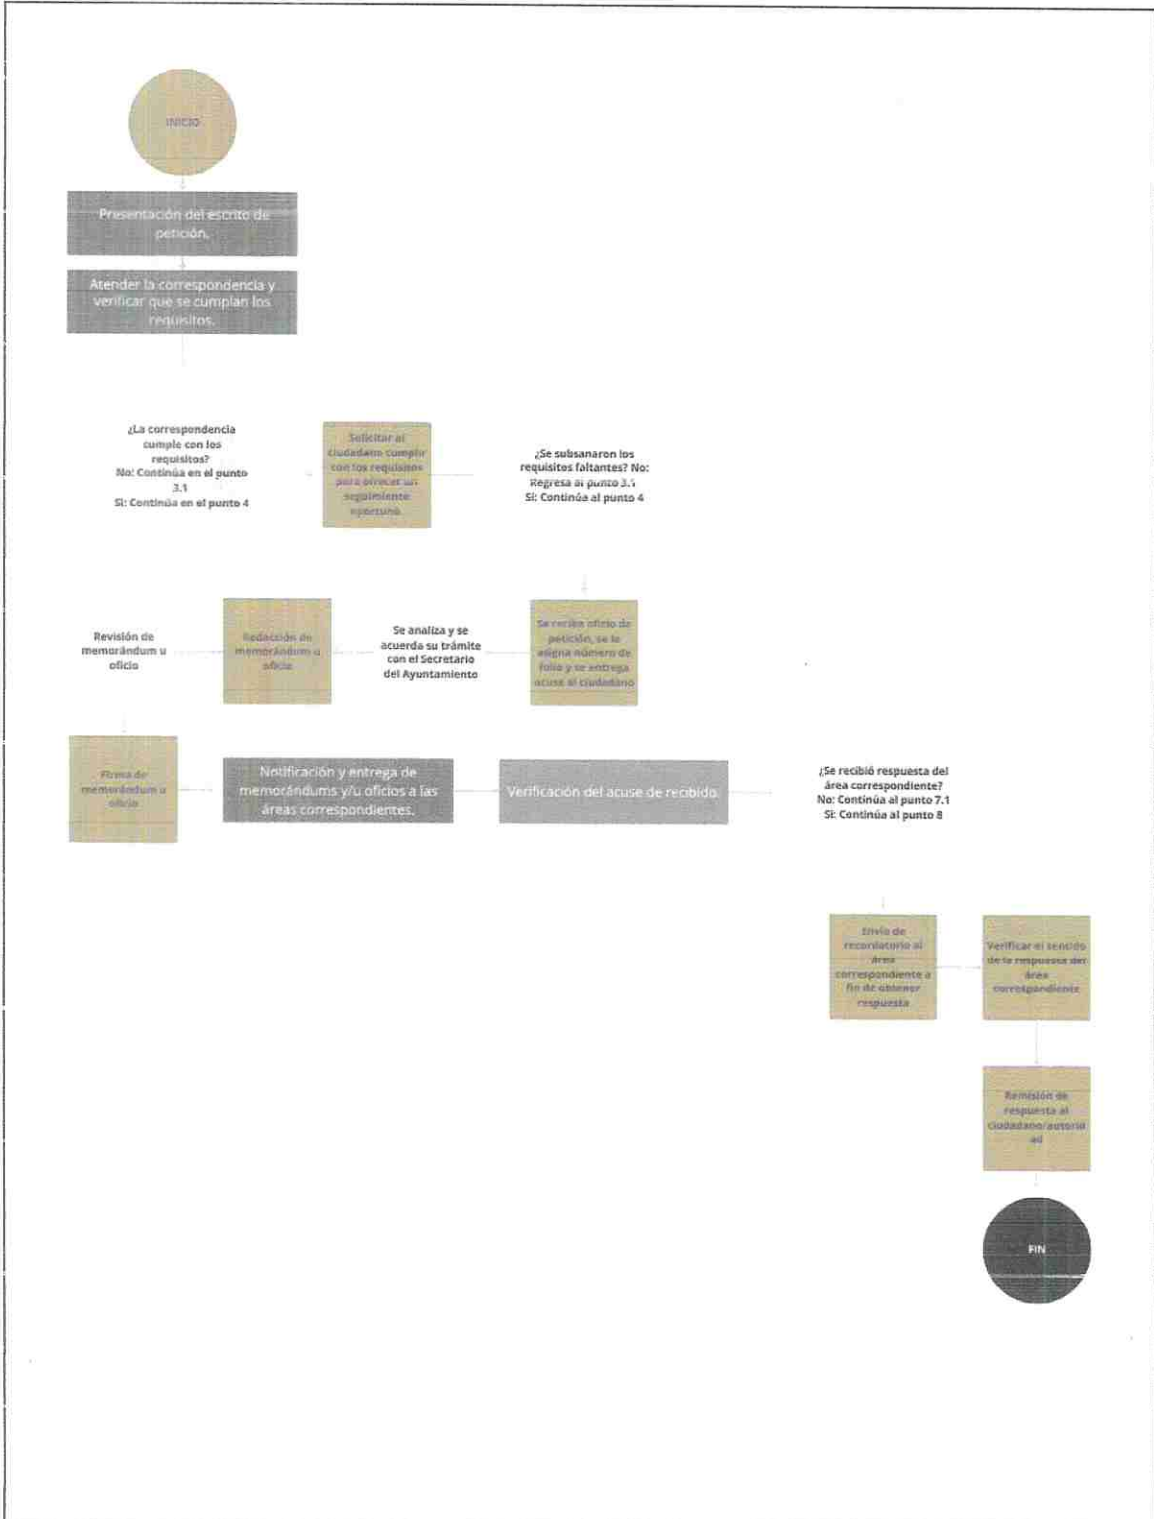 INICIO
Presentación del escrito de
petición.
Atender la correspondencia y
verificar que se cumplan los
requisitos.
¿La correspondencia
cumple con los
requisitos?
No: Continúa en el punto
3.1
Si: Continúa en el punto 4
Solicitar al
ciudadano cumplir
con los requisitos
para ofrecer un
seguimiento
oportuno.
¿Se subsanaron los
requisitos faltantes? No:
Regresa al punto 3.1
Si: Continúa al punto 4
Revisión de
memorándum u
oficio
Redacción de
memorándum u
oficio
Se analiza y se
acuerda su trámite
con el Secretario
del Ayuntamiento
Se recibe oficio de
petición, se le
asigna número de
folio y se entrega
acuse al ciudadano
Firma de
memorándum u
oficio
Notificación y entrega de
memorándums y/u oficios a las
áreas correspondientes.
Verificación del acuse de recibido.
¿Se recibió respuesta del
área correspondiente?
No: Continúa al punto 7.1
Si: Continúa al punto 8
Envío de
recordatorio al
área
correspondiente a
fin de obtener
respuesta
Verificar el sentido
de la respuesta del
área
correspondiente
Remisión de
respuesta al
ciudadano/autorid
ad
FIN